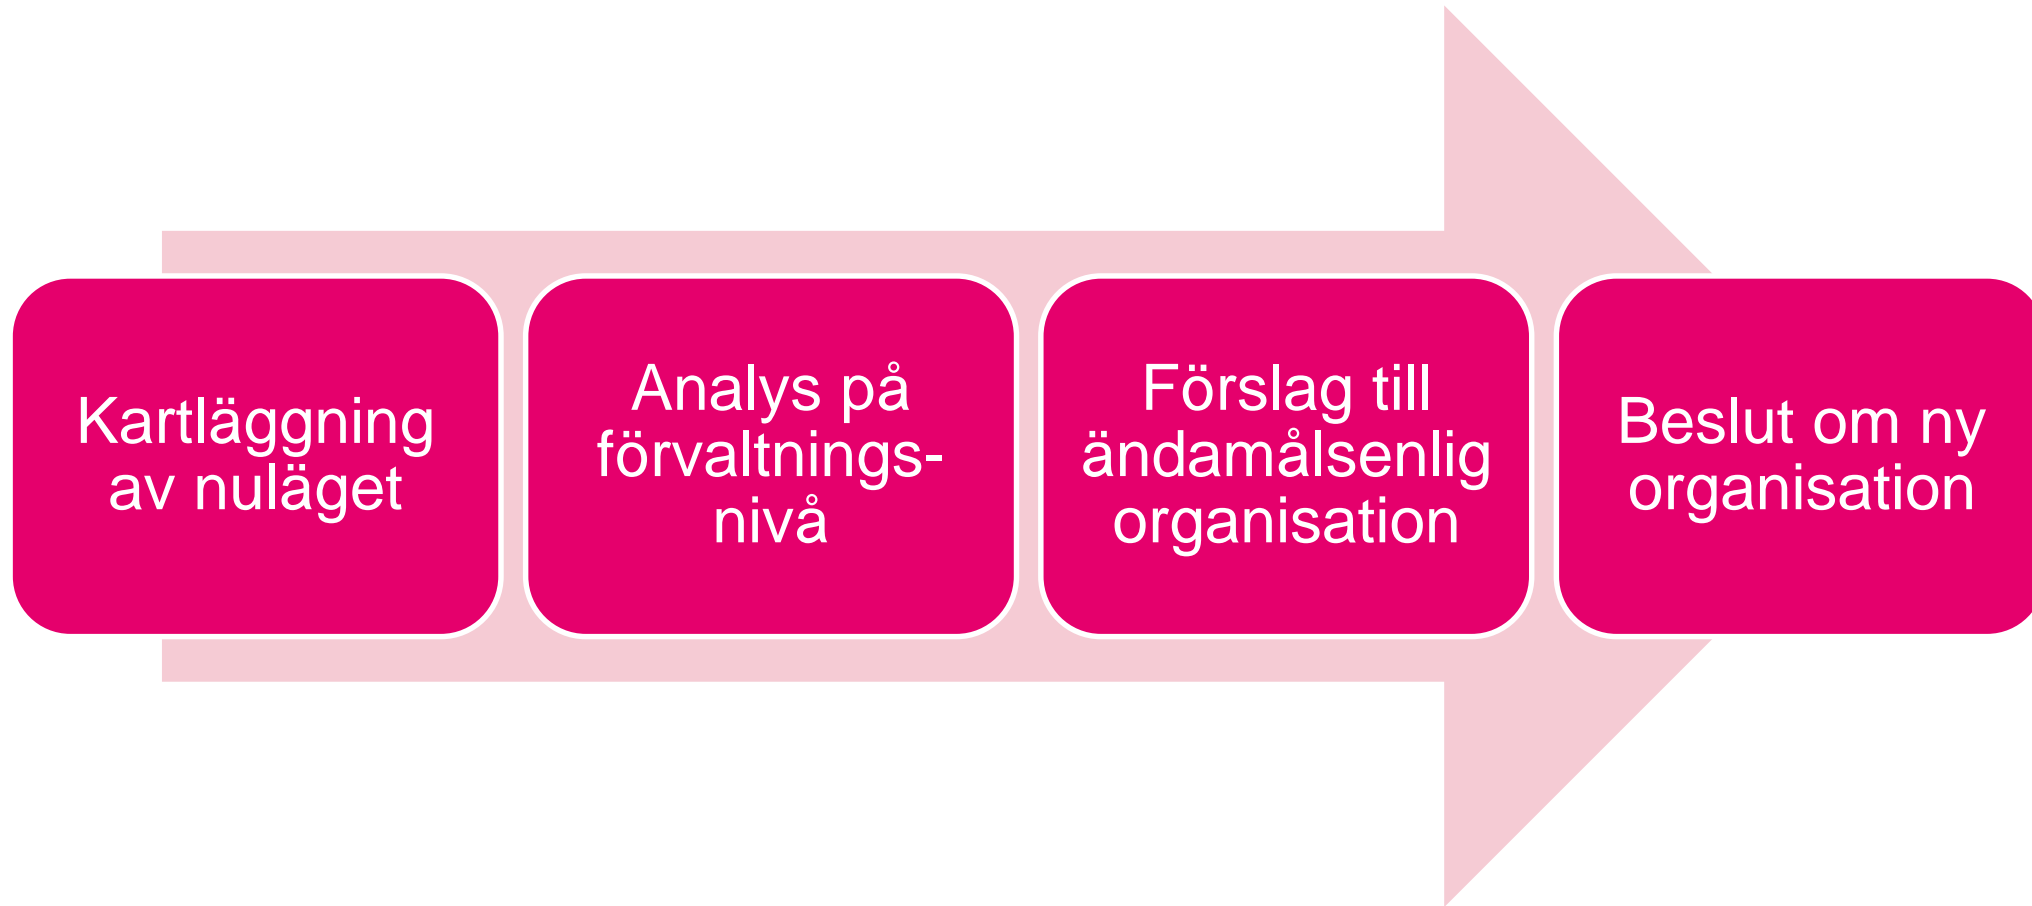 Kartläggning
av nuläget
Analys på
förvaltnings-
nivå
Förslag till
ändamålsenlig
organisation
Beslut om ny
organisation